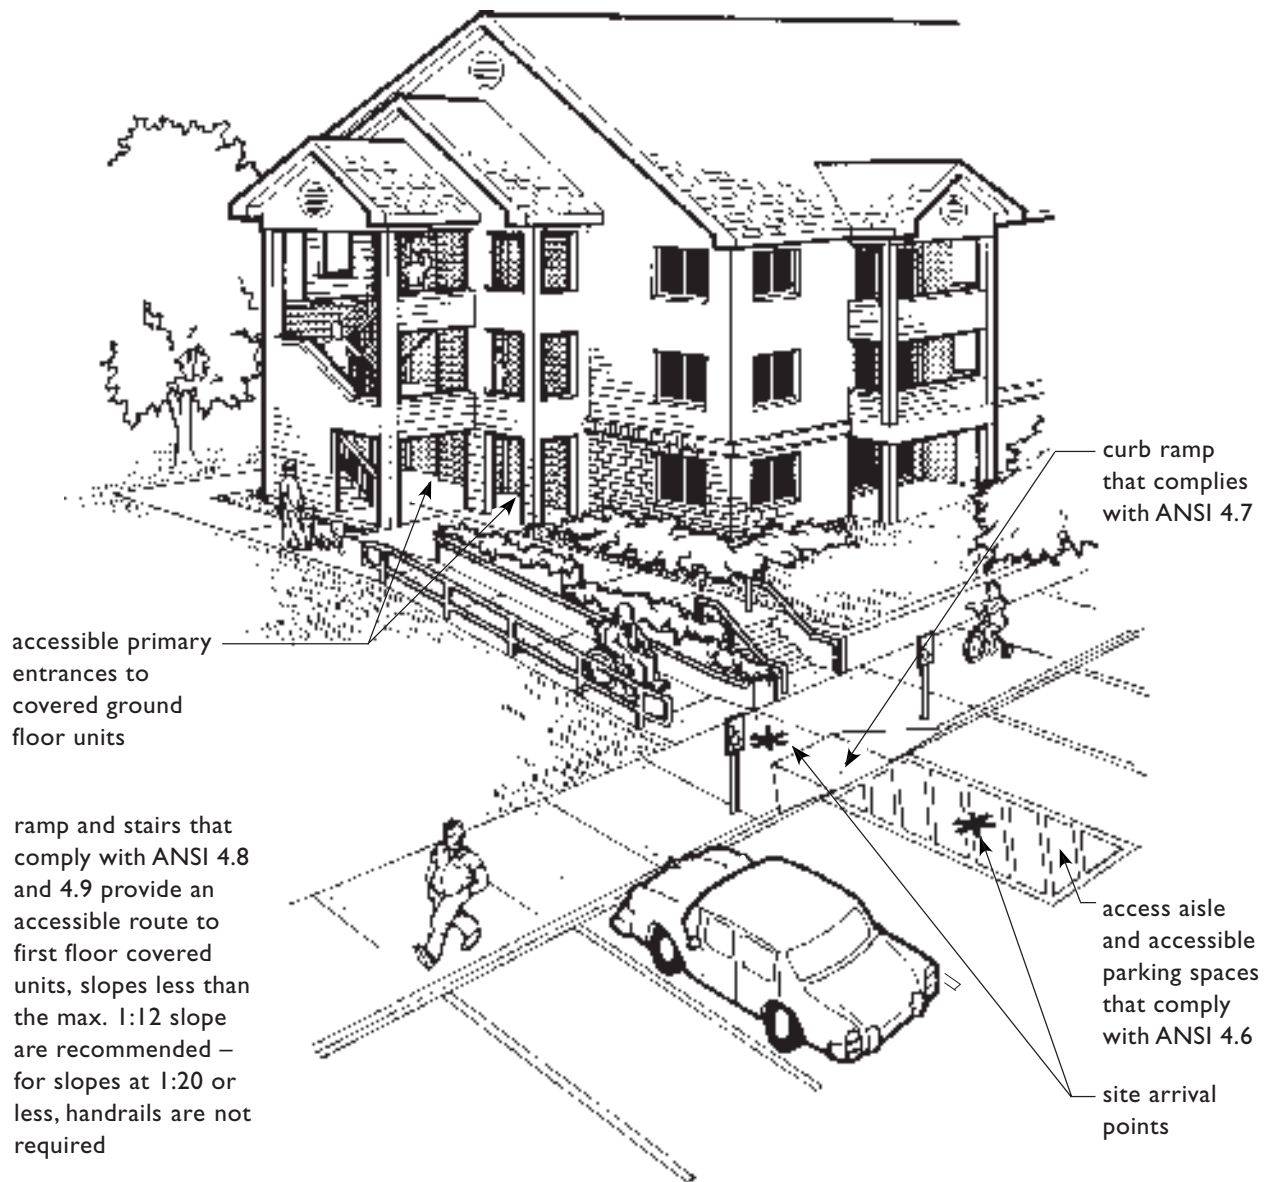 curb ramp
that complies
with ANSI 4.7
accessible primary
entrances to
covered ground
floor units
ramp and stairs that
comply with ANSI 4.8
and 4.9 provide an
accessible route to
first floor covered
units, slopes less than
the max. 1:12 slope
are recommended –
for slopes at 1:20 or
less, handrails are not
required
access aisle
and accessible
parking spaces
that comply
with ANSI 4.6
site arrival
points